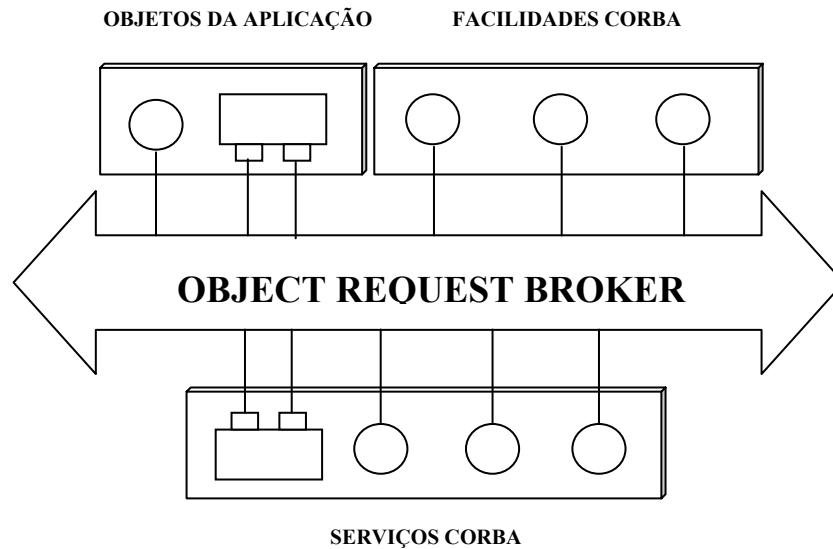 OBJETOS DA APLICAÇÃO
FACILIDADES CORBA
OBJECT REQUEST BROKER
SERVIÇOS CORBA